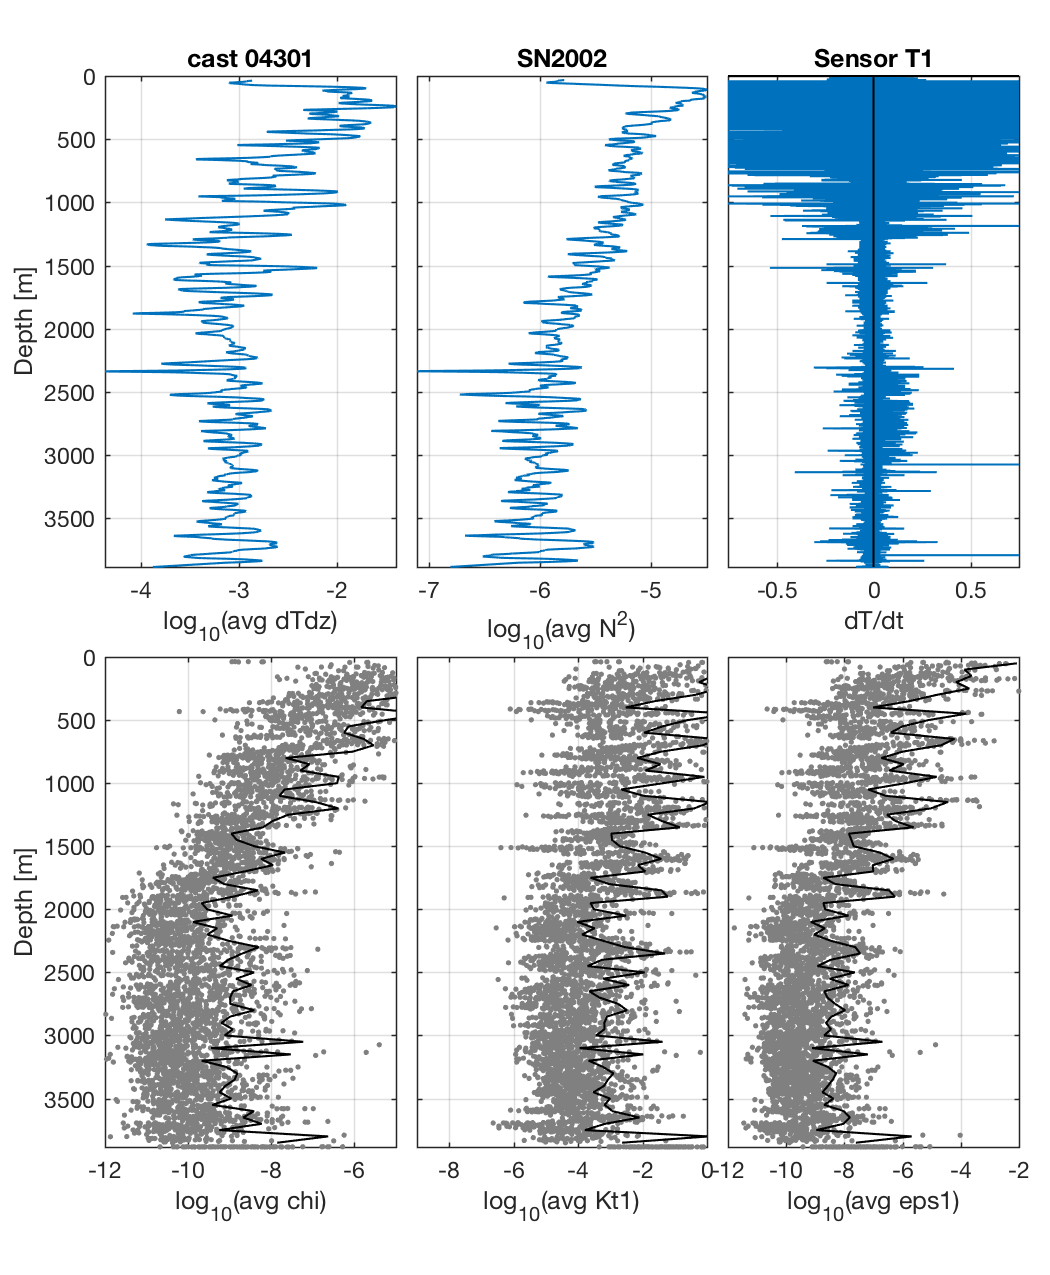 cast 04301 SN2002 Sensor T1
0
500
1000
1500
2000
2500
3000
3500
Depth [m]
-4 -3 -2 -7 -6 -5 -0.5 0 0.5
log10(avg dTdz) log10(avg N2) dT/dt
0
500
1000
1500
2000
2500
3000
3500
Depth [m]
-12 -10 -8 -6 -8 -6 -4 -2 0 -12 -10 -8 -6 -4 -2
log10(avg chi) log10(avg Kt1) log10(avg eps1)